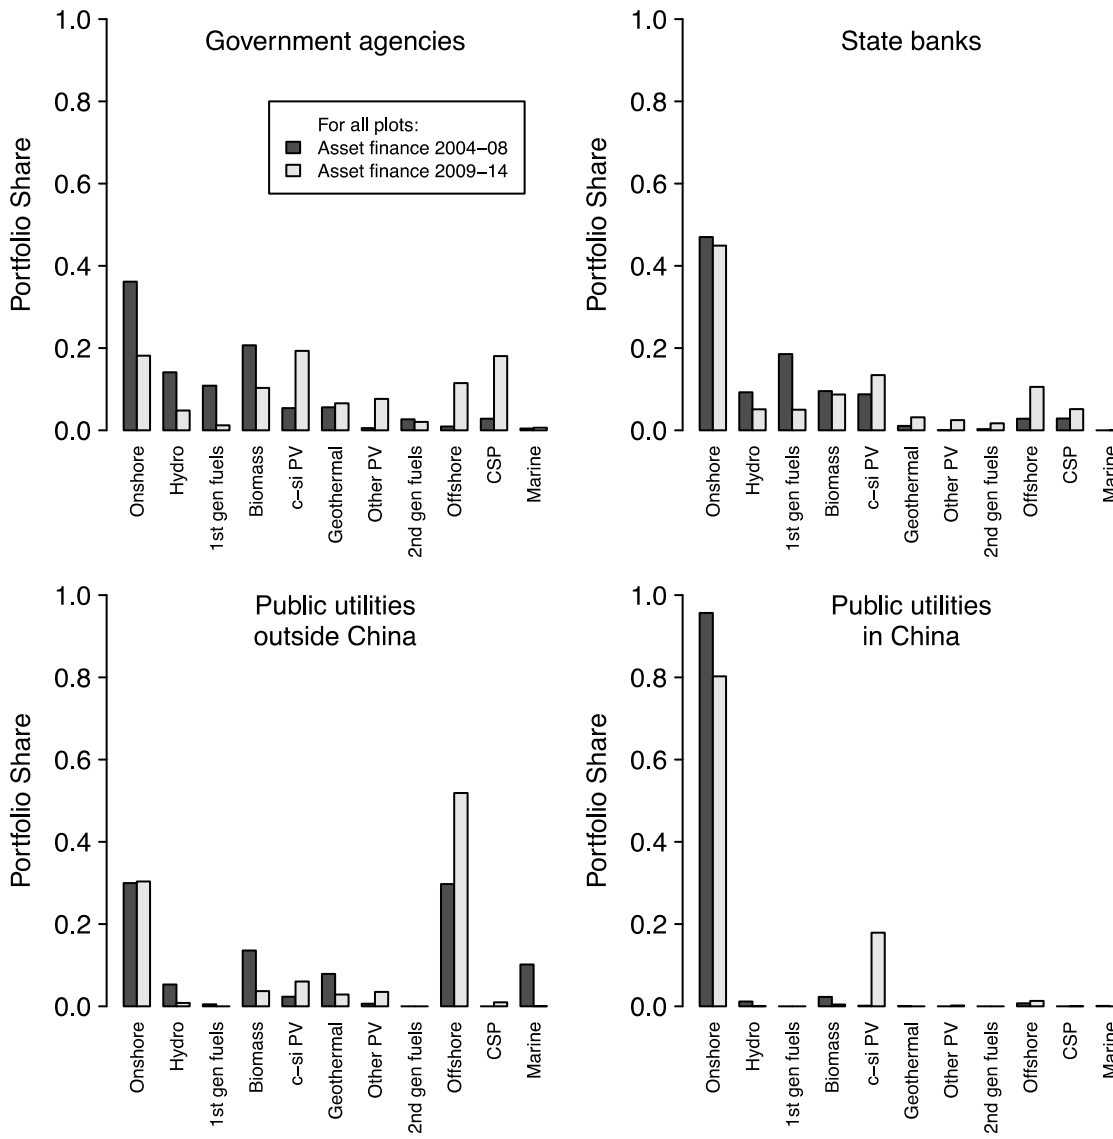 Government agencies
For all plots:
Asset finance 2004–08
Asset finance 2009–14
Portfolio Share
1.0
0.8
0.6
0.4
0.2
0.0
Onshore
Hydro
1st gen fuels
Biomass
c–si PV
Geothermal
Other PV
2nd gen fuels
Offshore
CSP
Marine
State banks
Portfolio Share
1.0
0.8
0.6
0.4
0.2
0.0
Onshore
Hydro
1st gen fuels
Biomass
c–si PV
Geothermal
Other PV
2nd gen fuels
Offshore
CSP
Marine
Public utilities
outside China
Portfolio Share
1.0
0.8
0.6
0.4
0.2
0.0
Onshore
Hydro
1st gen fuels
Biomass
c–si PV
Geothermal
Other PV
2nd gen fuels
Offshore
CSP
Marine
Public utilities
in China
Portfolio Share
1.0
0.8
0.6
0.4
0.2
0.0
Onshore
Hydro
1st gen fuels
Biomass
c–si PV
Geothermal
Other PV
2nd gen fuels
Offshore
CSP
Marine